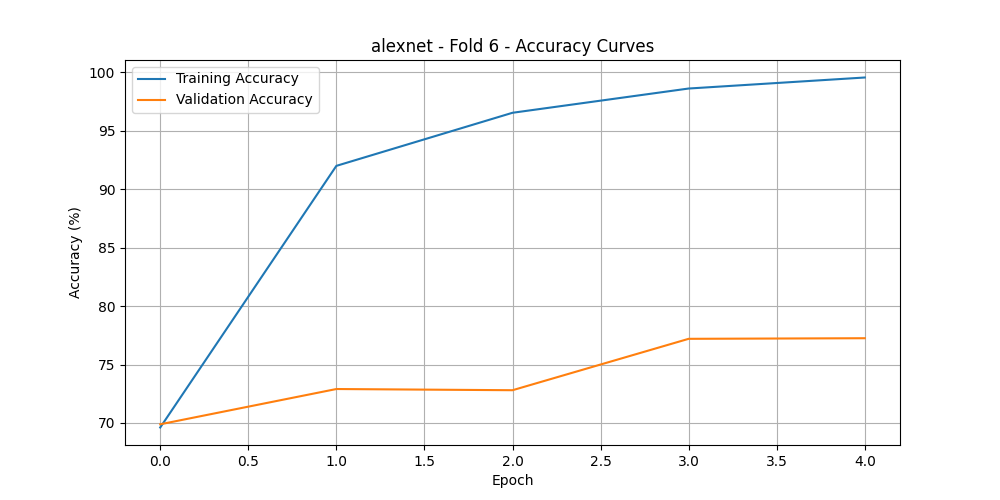 alexnet - Fold 6 - Accuracy Curves
Training Accuracy
Validation Accuracy
Accuracy (%)
100
95
90
85
80
75
70
0.0 0.5 1.0 1.5 2.0 2.5 3.0 3.5 4.0
Epoch